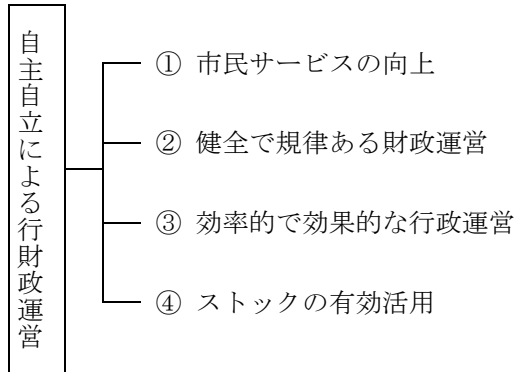 自主自立による行財政運営
① 市民サービスの向上
② 健全で規律ある財政運営
③ 効率的で効果的な行政運営
④ ストックの有効活用